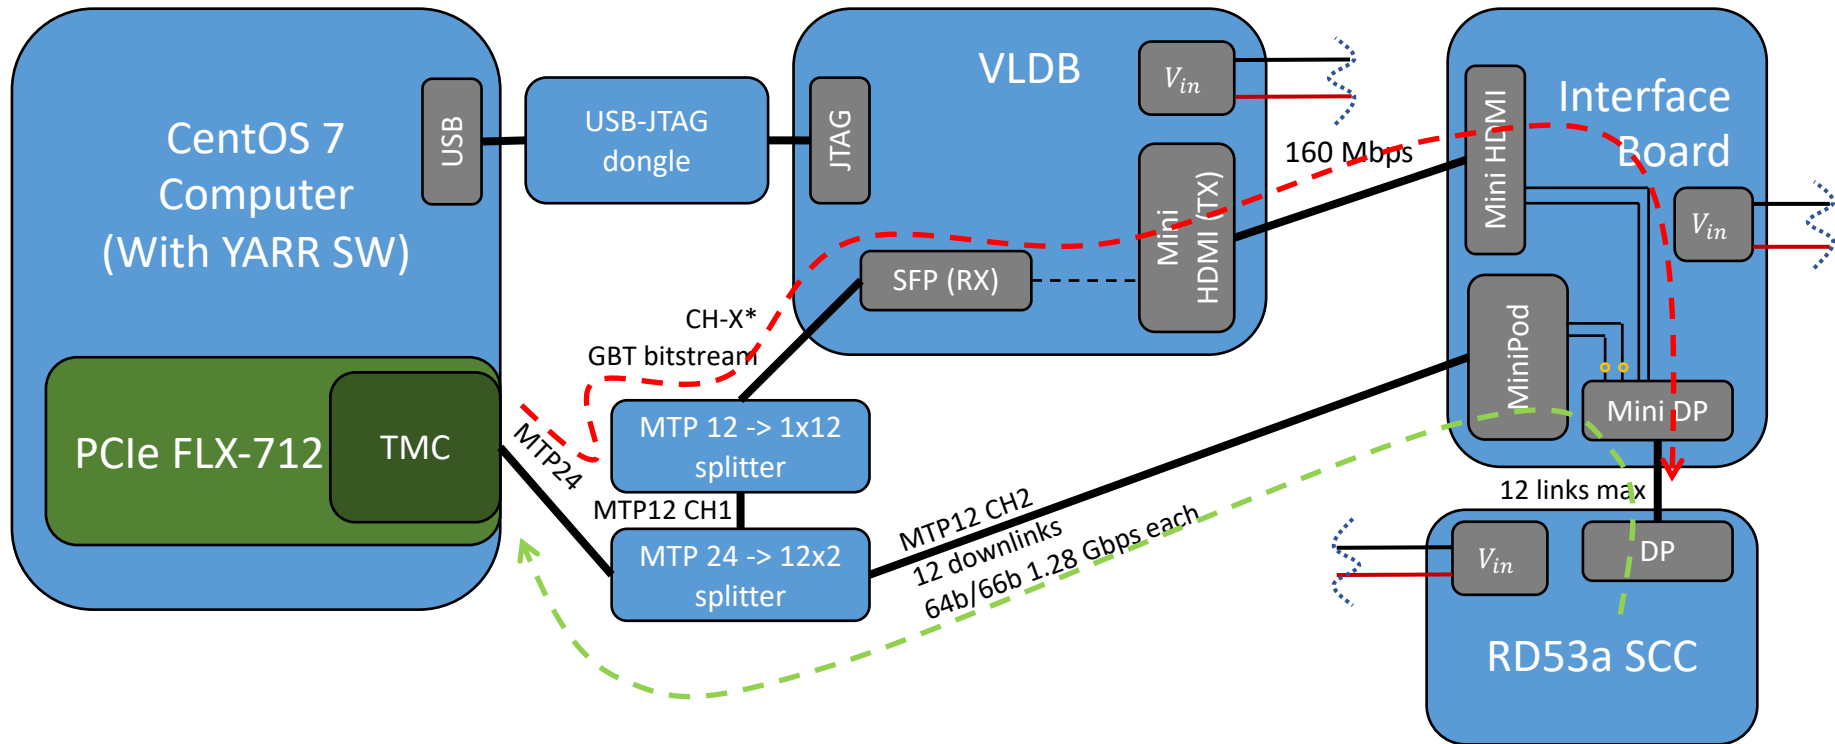 CentOS 7
Computer
(With YARR SW)
USB
USB-JTAG
dongle
JTAG
VLDB
V_in
Mini
HDMI (TX)
SFP (RX)
160 Mbps
Interface
Board
Mini HDMI
V_in
MiniPod
Mini DP
12 links max
DP
V_in
RD53a SCC
CH-X*
GBT bitstream
MTP 12 -> 1x12
splitter
MTP12 CH1
MTP 24 -> 12x2
splitter
MTP24
PCIe FLX-712
TMC
MTP12 CH2
12 downlinks
64b/66b 1.28 Gbps each